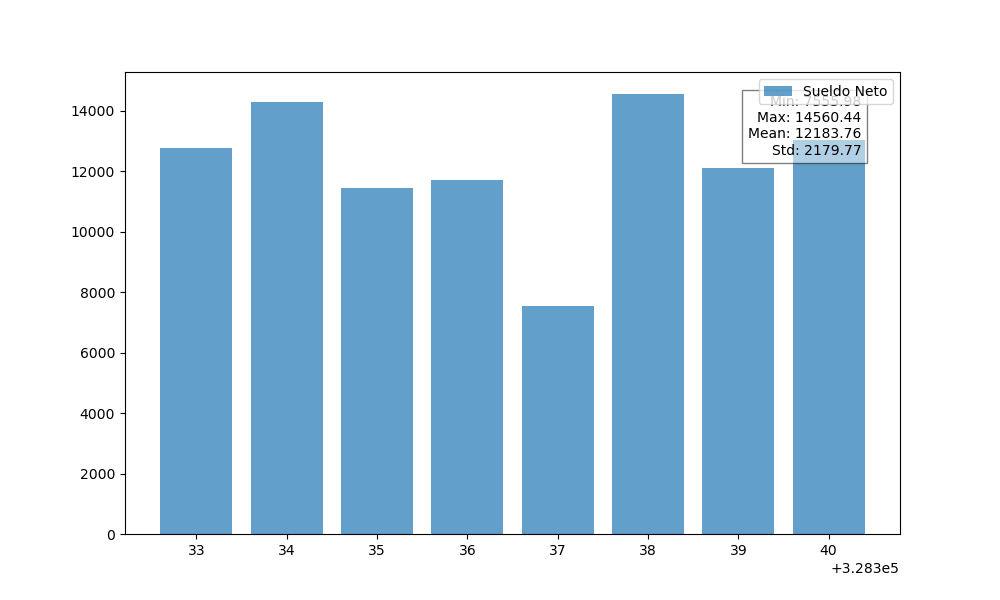 Sueldo Neto
Min: 7555.98
Max: 14560.44
Mean: 12183.76
Std: 2179.77
14000
12000
10000
8000
6000
4000
2000
0
33 34 35 36 37 38 39 40
+3.283e5